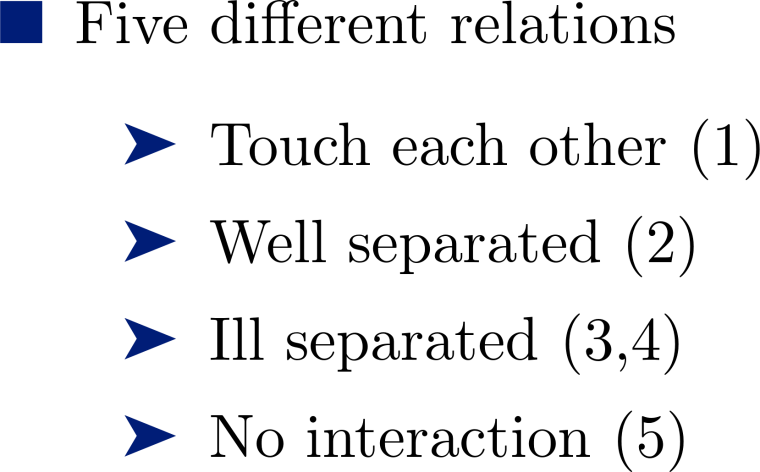 Five different relations
Touch each other (1)
Well separated (2)
Ill separated (3,4)
No interaction (5)